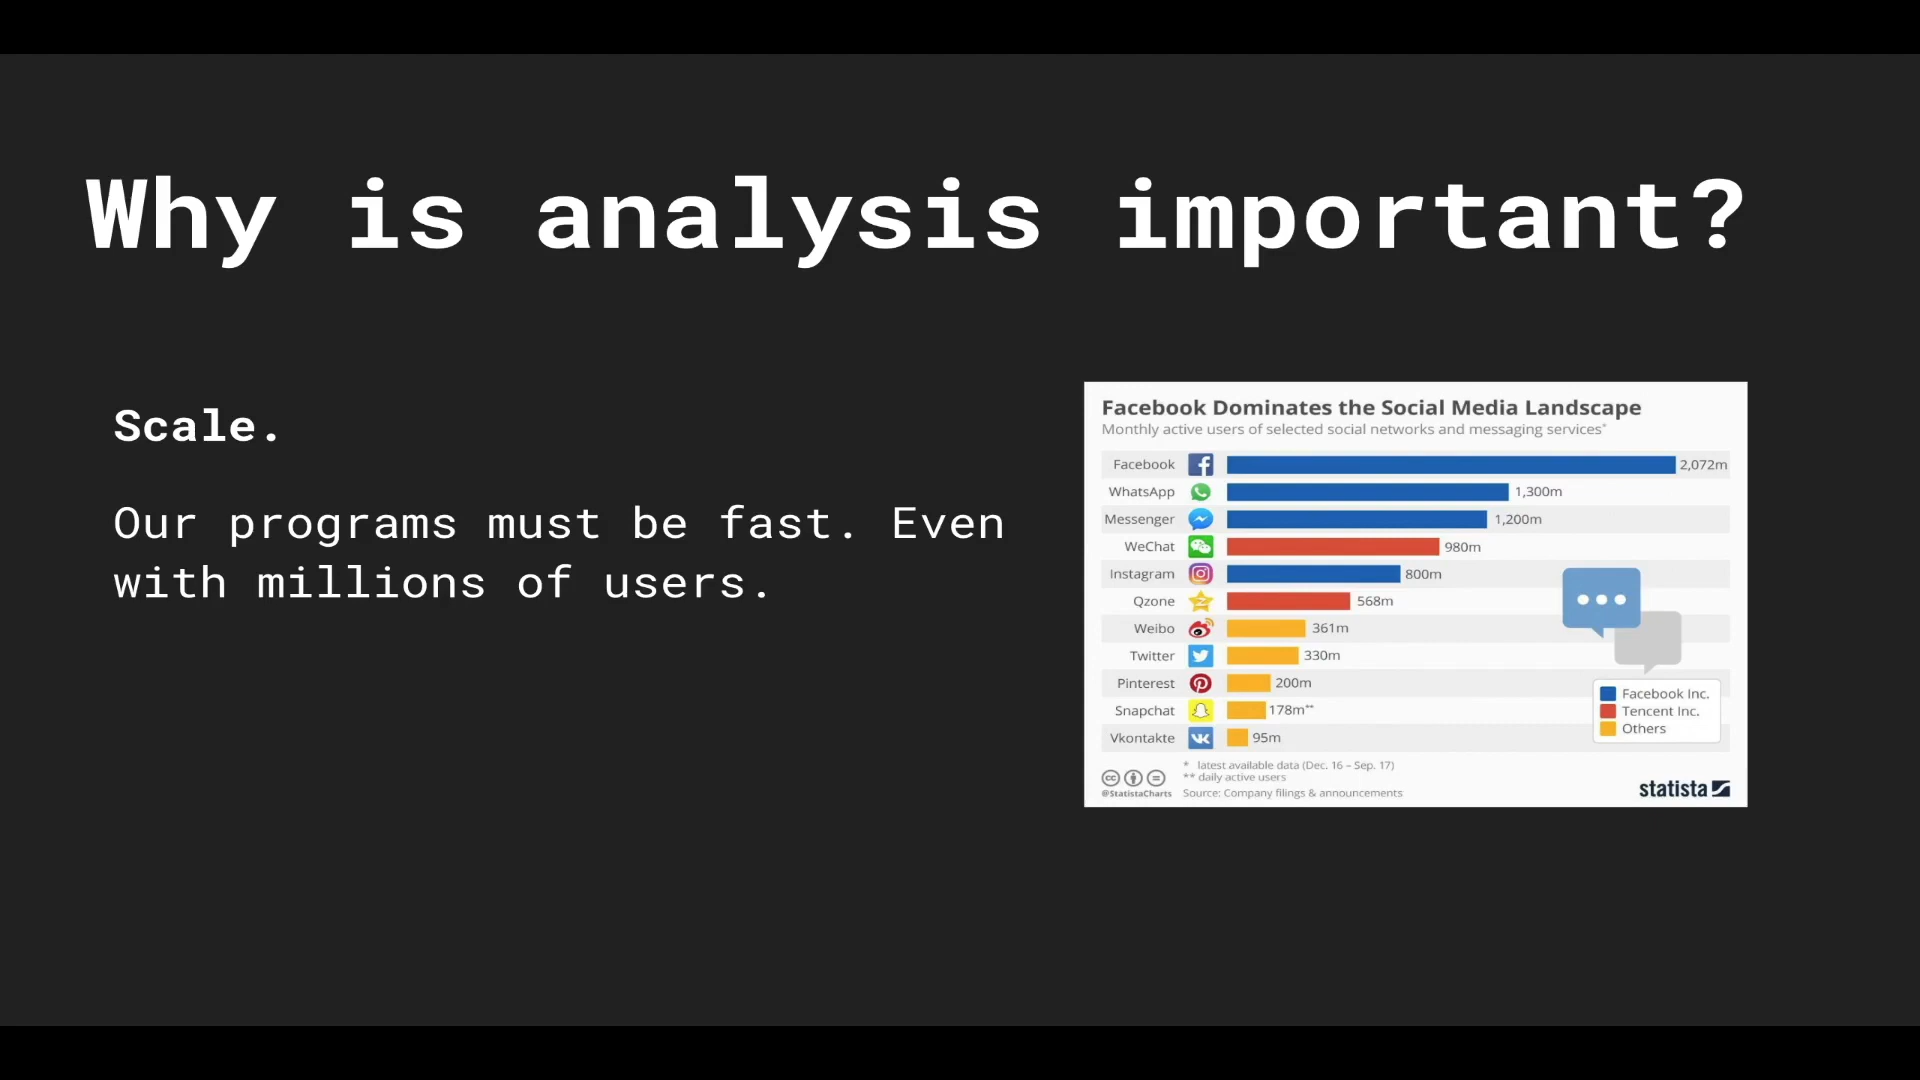 Why is analysis important?
Scale.
Our programs must be fast. Even
with millions of users.
Facebook Dominates the Social Media Landscape
Monthly active users of selected social networks and messaging services*
Facebook 2,072m
WhatsApp 1,300m
Messenger 1,200m
WeChat 980m
Instagram 800m
Qzone 568m
Weibo 361m
Twitter 330m
Pinterest 200m
Snapchat 178m**
Vkontakte 95m
Facebook Inc.
Tencent Inc.
Others
* latest available data (Dec. 16 – Sep. 17)
** daily active users
@StatistaCharts Source: Company filings & announcements
statista